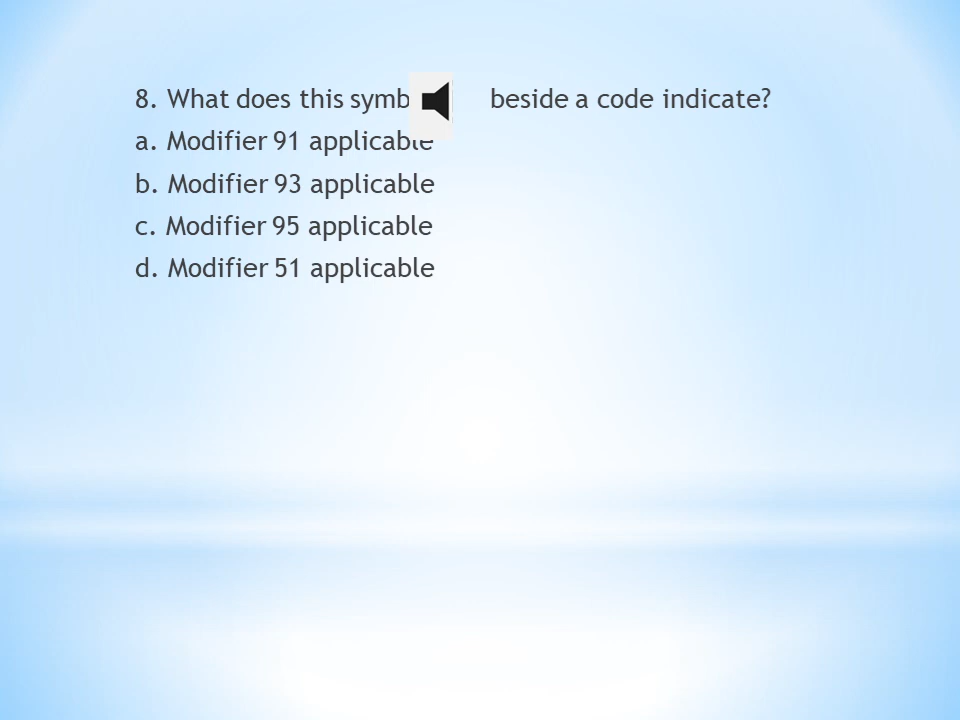 8. What does this symb beside a code indicate?
a. Modifier 91 applicable
b. Modifier 93 applicable
c. Modifier 95 applicable
d. Modifier 51 applicable